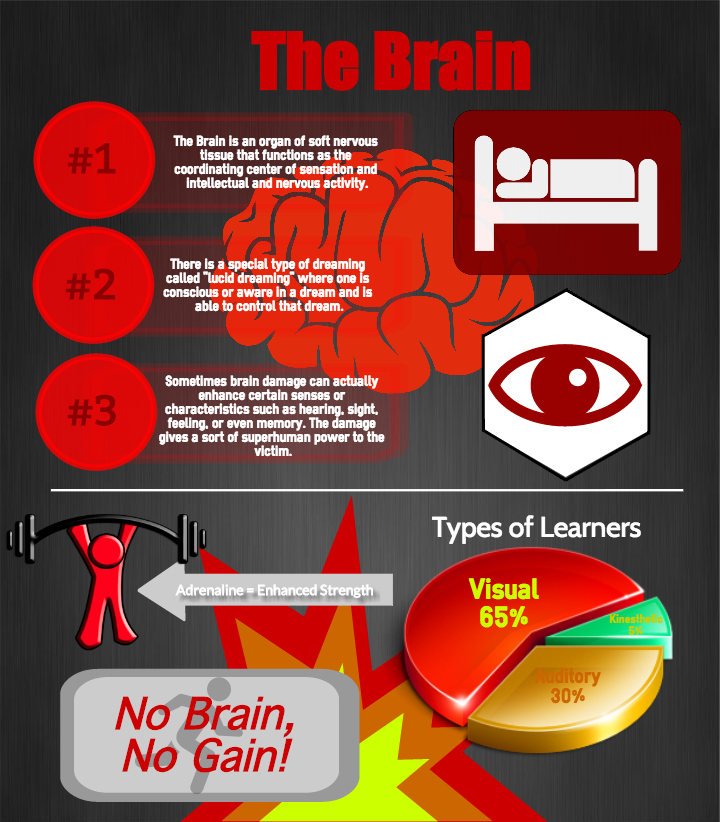 The Brain
#1
The Brain is an organ of soft nervous
tissue that functions as the
coordinating center of sensation and
intellectual and nervous activity.
#2
There is a special type of dreaming
called "lucid dreaming" where one is
conscious or aware in a dream and is
able to control that dream.
#3
Sometimes brain damage can actually
enhance certain senses or
characteristics such as hearing, sight,
feeling, or even memory. The damage
gives a sort of superhuman power to the
victim.
Adrenaline = Enhanced Strength
No Brain,
No Gain!
Types of Learners
Visual
65%
Kinesthetic
5%
Auditory
30%